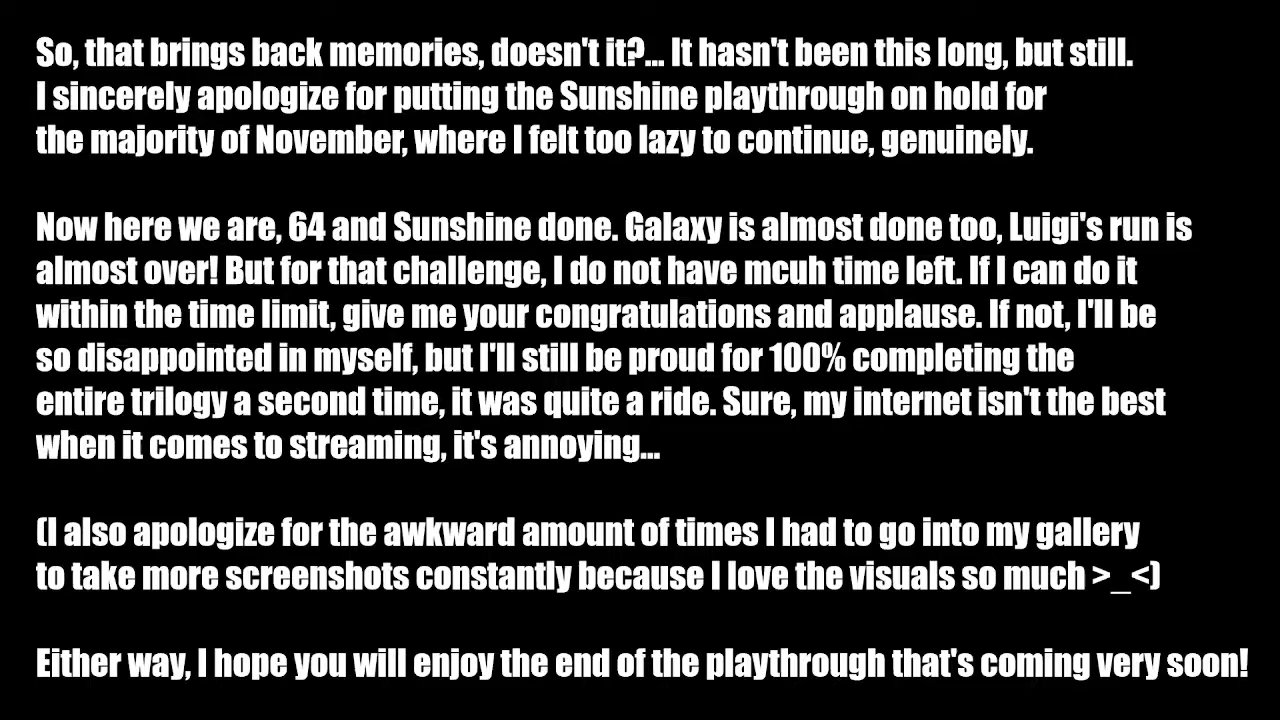 So, that brings back memories, doesn't it?... It hasn't been this long, but still.
I sincerely apologize for putting the Sunshine playthrough on hold for
the majority of November, where I felt too lazy to continue, genuinely.
Now here we are, 64 and Sunshine done. Galaxy is almost done too, Luigi's run is
almost over! But for that challenge, I do not have mcuh time left. If I can do it
within the time limit, give me your congratulations and applause. If not, I'll be
so disappointed in myself, but I'll still be proud for 100% completing the
entire trilogy a second time, it was quite a ride. Sure, my internet isn't the best
when it comes to streaming, it's annoying...
(I also apologize for the awkward amount of times I had to go into my gallery
to take more screenshots constantly because I love the visuals so much >_<)
Either way, I hope you will enjoy the end of the playthrough that's coming very soon!